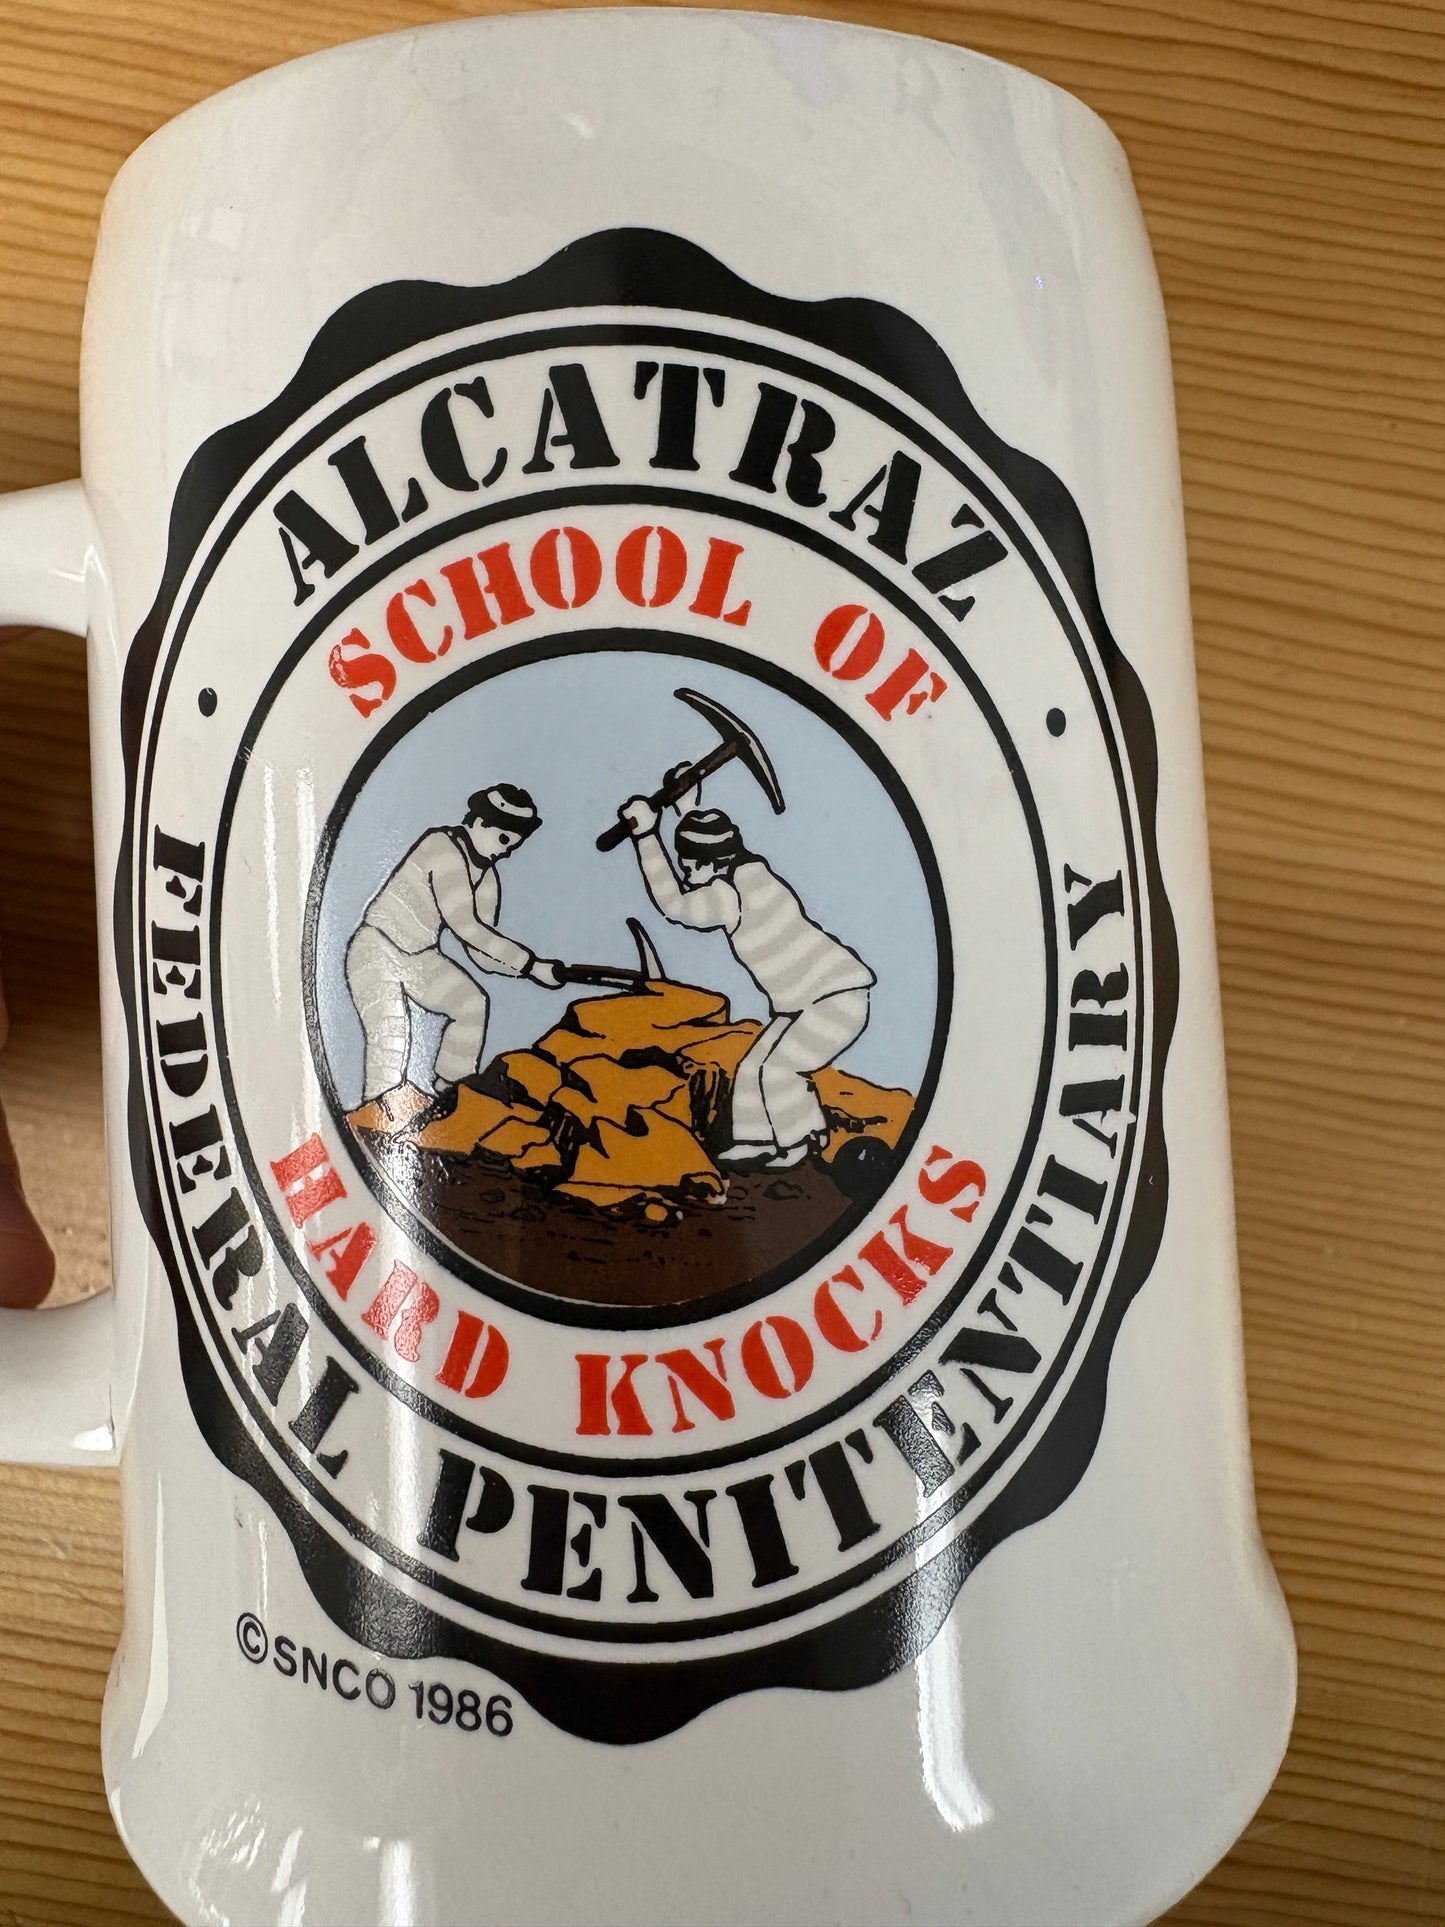 ALCATRAZ
SCHOOL OF
HARD KNOCKS
FEDERAL PENITENTIARY
©SNCO 1986